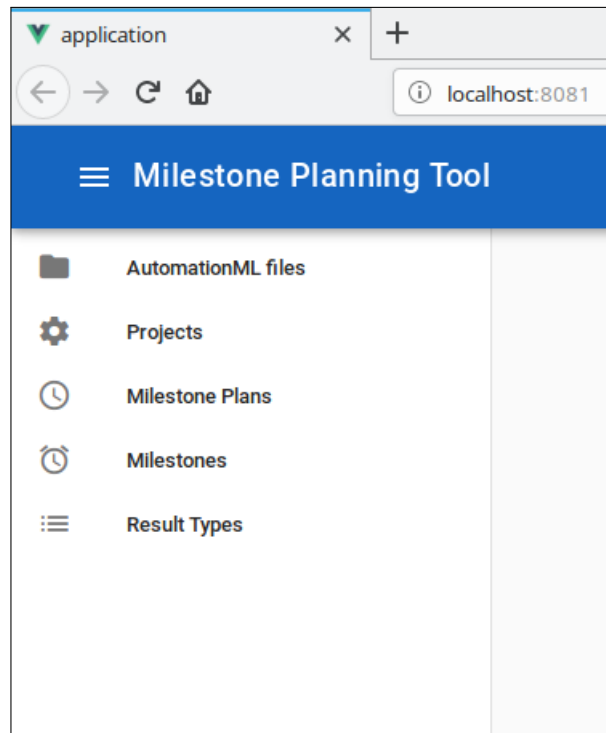 application
localhost:8081
Milestone Planning Tool
AutomationML files
Projects
Milestone Plans
Milestones
Result Types